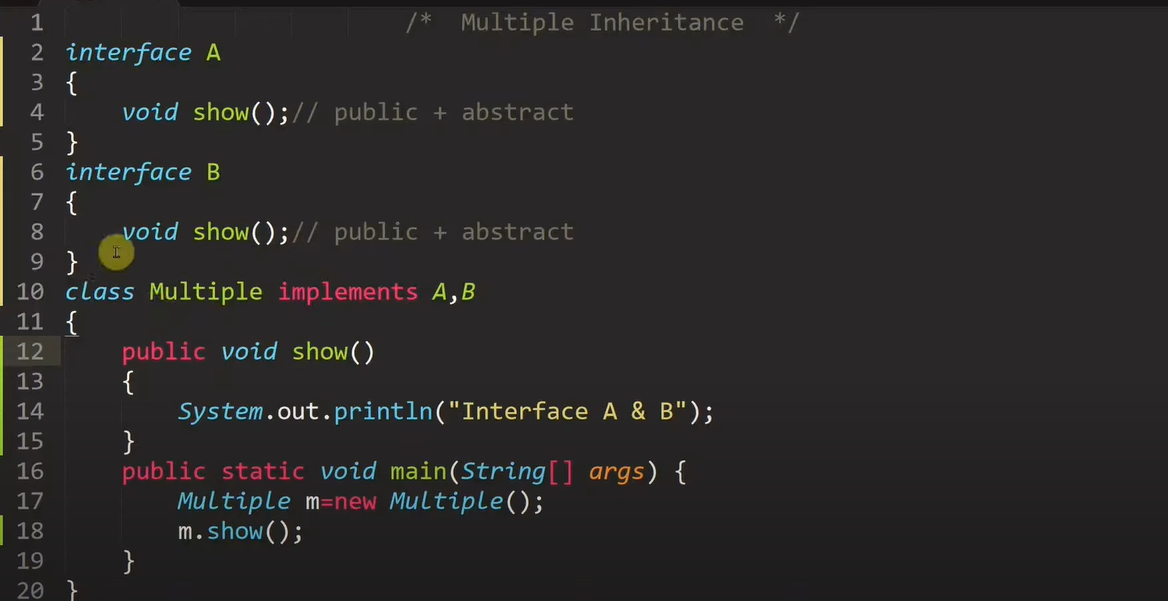 1 /*  Multiple Inheritance  */
2 interface A
3 {
4     void show();// public + abstract
5 }
6 interface B
7 {
8     void show();// public + abstract
9 }
10 class Multiple implements A,B
11 {
12     public void show()
13     {
14         System.out.println("Interface A & B");
15     }
16     public static void main(String[] args) {
17         Multiple m=new Multiple();
18         m.show();
19     }
20 }